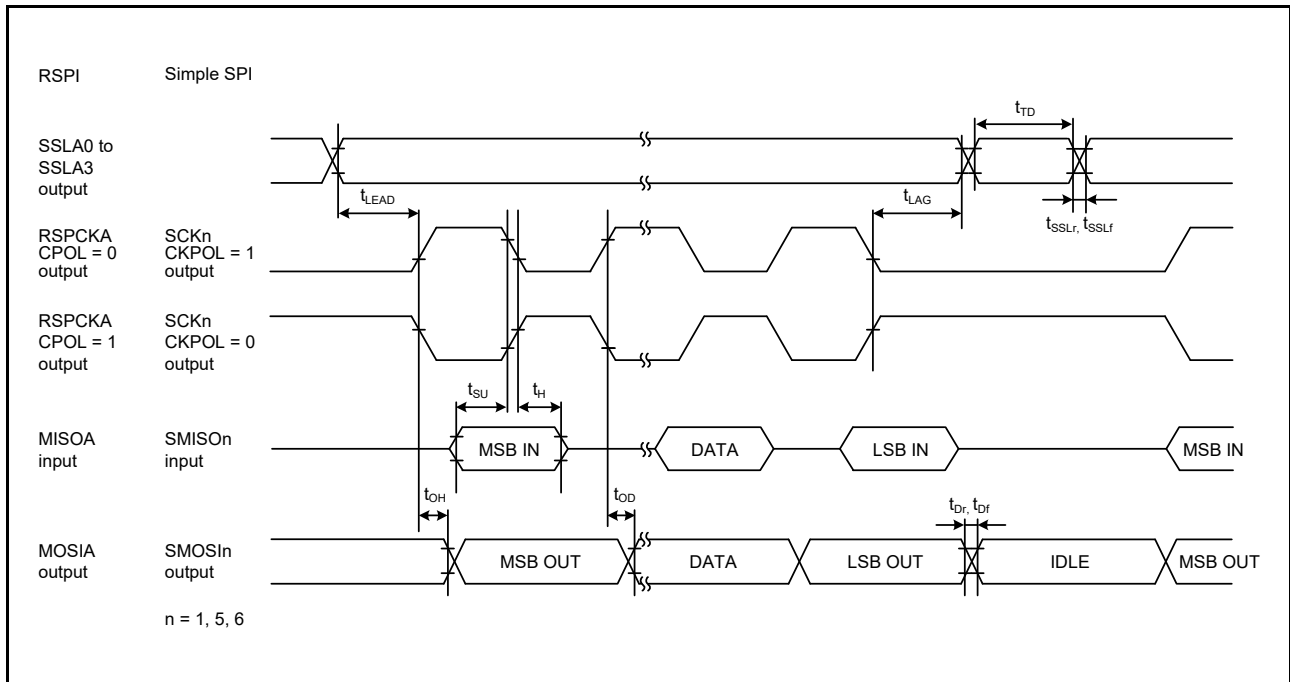 RSPI
Simple SPI
SSLA0 to
SSLA3
output
tTD
tLEAD
tLAG
tSSLr, tSSLf
RSPCKA
CPOL = 0
output
SCKn
CKPOL = 1
output
RSPCKA
CPOL = 1
output
SCKn
CKPOL = 0
output
tSU
tH
MISOA
input
SMISOn
input
MSB IN
DATA
LSB IN
MSB IN
tOH
tOD
tDr, tDf
MOSIA
output
SMOSIn
output
MSB OUT
DATA
LSB OUT
IDLE
MSB OUT
n = 1, 5, 6